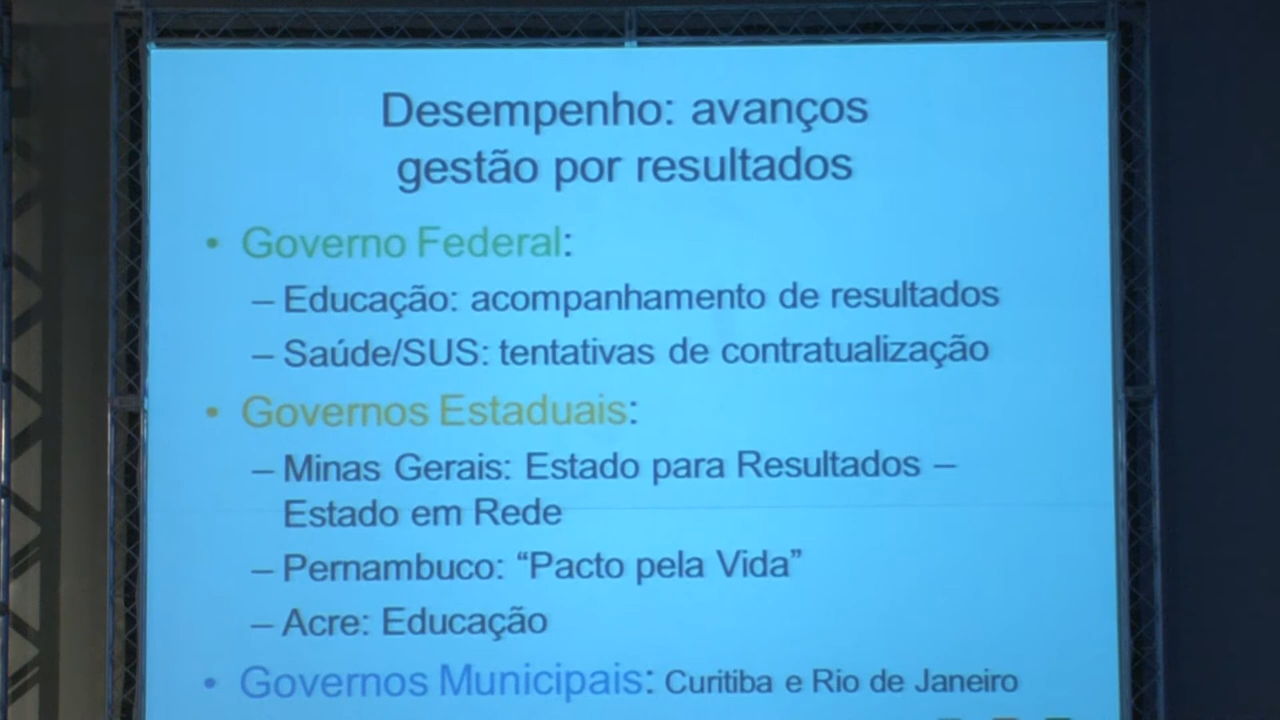 Desempenho: avanços
gestão por resultados
• Governo Federal:
– Educação: acompanhamento de resultados
– Saúde/SUS: tentativas de contratualização
• Governos Estaduais:
– Minas Gerais: Estado para Resultados –
Estado em Rede
– Pernambuco: “Pacto pela Vida”
– Acre: Educação
• Governos Municipais: Curitiba e Rio de Janeiro